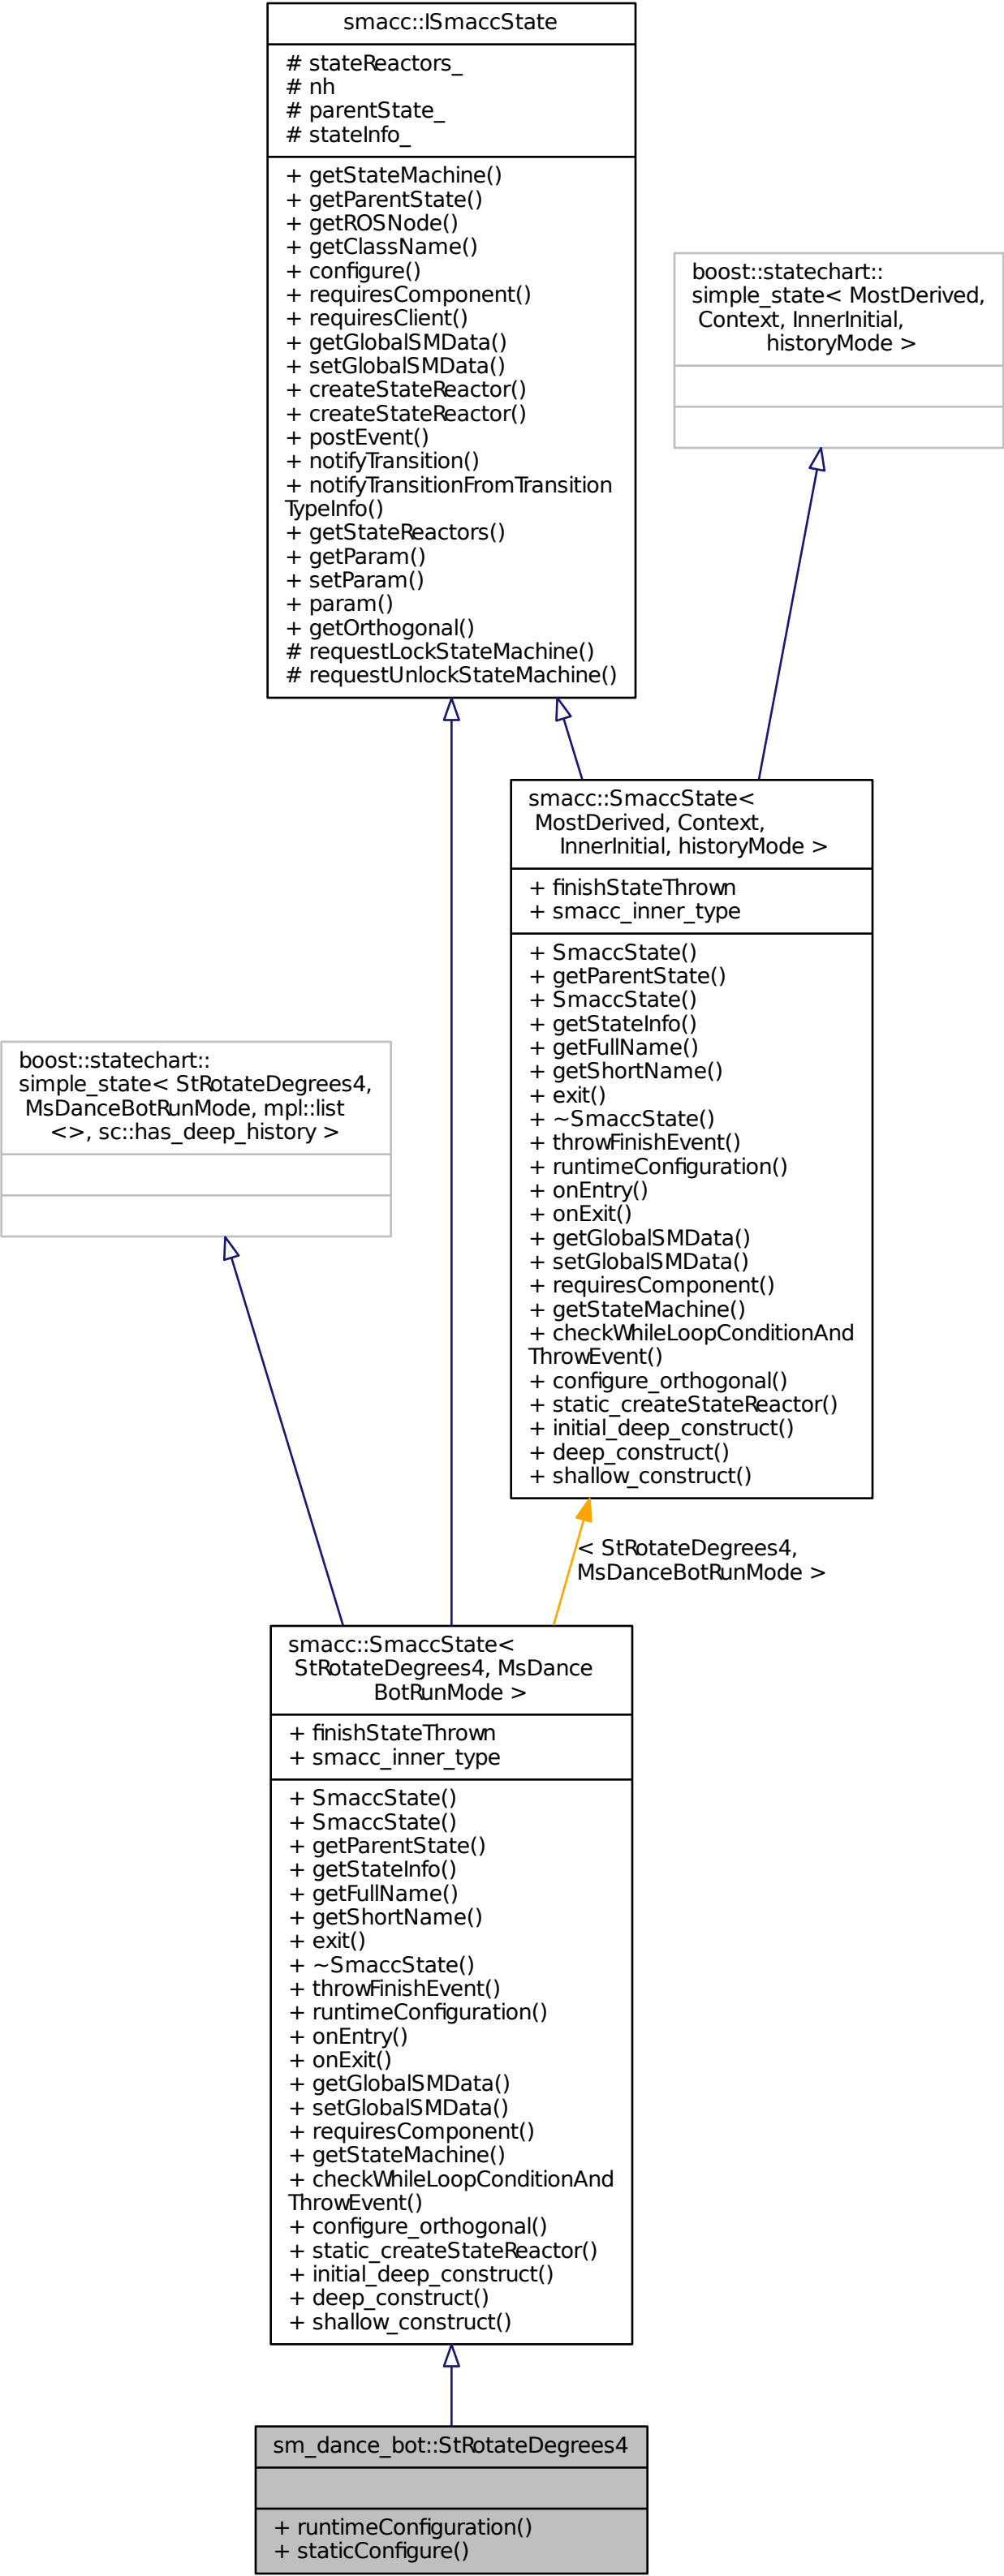 smacc::ISmaccState
# stateReactors_
# nh
# parentState_
# stateInfo_
+ getStateMachine()
+ getParentState()
+ getROSNode()
+ getClassName()
+ configure()
+ requiresComponent()
+ requiresClient()
+ getGlobalSMData()
+ setGlobalSMData()
+ createStateReactor()
+ createStateReactor()
+ postEvent()
+ notifyTransition()
+ notifyTransitionFromTransition
TypeInfo()
+ getStateReactors()
+ getParam()
+ setParam()
+ param()
+ getOrthogonal()
# requestLockStateMachine()
# requestUnlockStateMachine()
boost::statechart::
simple_state< MostDerived,
Context, InnerInitial,
historyMode >
smacc::SmaccState<
MostDerived, Context,
InnerInitial, historyMode >
+ finishStateThrown
+ smacc_inner_type
+ SmaccState()
+ getParentState()
+ SmaccState()
+ getStateInfo()
+ getFullName()
+ getShortName()
+ exit()
+ ~SmaccState()
+ throwFinishEvent()
+ runtimeConfiguration()
+ onEntry()
+ onExit()
+ getGlobalSMData()
+ setGlobalSMData()
+ requiresComponent()
+ getStateMachine()
+ checkWhileLoopConditionAnd
ThrowEvent()
+ configure_orthogonal()
+ static_createStateReactor()
+ initial_deep_construct()
+ deep_construct()
+ shallow_construct()
boost::statechart::
simple_state< StRotateDegrees4,
MsDanceBotRunMode, mpl::list
<>, sc::has_deep_history >
< StRotateDegrees4,
MsDanceBotRunMode >
smacc::SmaccState<
StRotateDegrees4, MsDance
BotRunMode >
+ finishStateThrown
+ smacc_inner_type
+ SmaccState()
+ SmaccState()
+ getParentState()
+ getStateInfo()
+ getFullName()
+ getShortName()
+ exit()
+ ~SmaccState()
+ throwFinishEvent()
+ runtimeConfiguration()
+ onEntry()
+ onExit()
+ getGlobalSMData()
+ setGlobalSMData()
+ requiresComponent()
+ getStateMachine()
+ checkWhileLoopConditionAnd
ThrowEvent()
+ configure_orthogonal()
+ static_createStateReactor()
+ initial_deep_construct()
+ deep_construct()
+ shallow_construct()
sm_dance_bot::StRotateDegrees4
+ runtimeConfiguration()
+ staticConfigure()